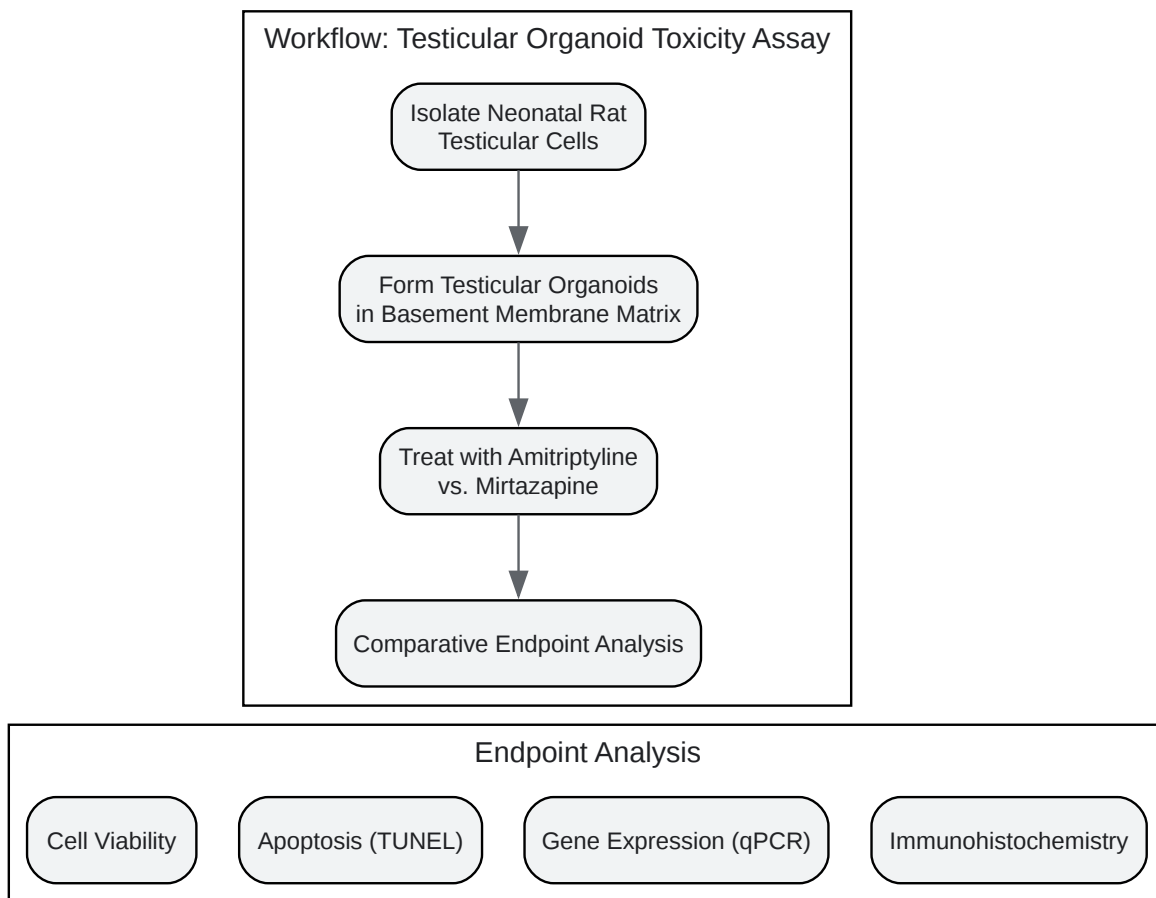 Workflow: Testicular Organoid Toxicity Assay
Isolate Neonatal Rat
Testicular Cells
Form Testicular Organoids
in Basement Membrane Matrix
Treat with Amitriptyline
vs. Mirtazapine
Comparative Endpoint Analysis
Endpoint Analysis
Cell Viability
Apoptosis (TUNEL)
Gene Expression (qPCR)
Immunohistochemistry